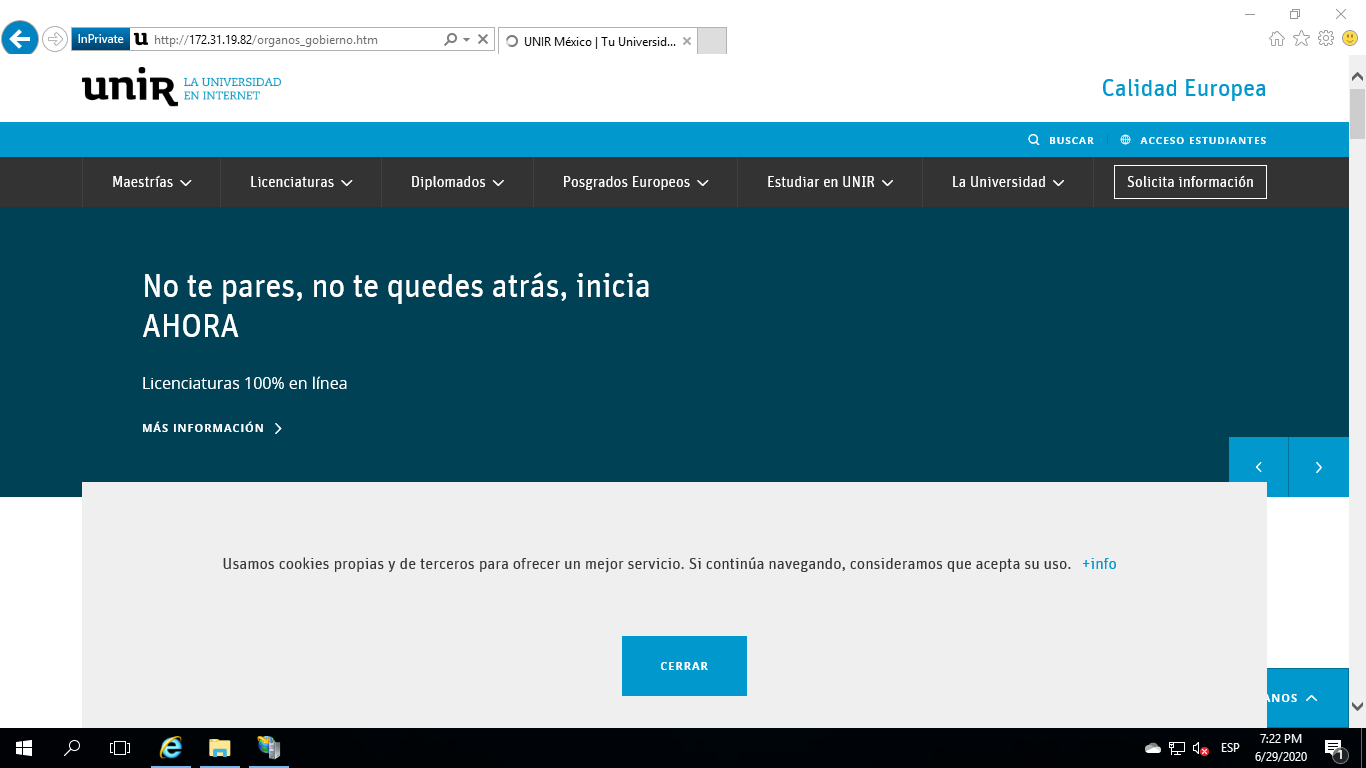 InPrivate
http://172.31.19.82/organos_gobierno.htm
UNIR México | Tu Universid...
unir LA UNIVERSIDAD
EN INTERNET
Calidad Europea
BUSCAR
ACCESO ESTUDIANTES
Maestrías
Licenciaturas
Diplomados
Posgrados Europeos
Estudiar en UNIR
La Universidad
Solicita información
No te pares, no te quedes atrás, inicia
AHORA
Licenciaturas 100% en línea
MÁS INFORMACIÓN
Usamos cookies propias y de terceros para ofrecer un mejor servicio. Si continúa navegando, consideramos que acepta su uso. +info
CERRAR
ANOS
ESP
7:22 PM
6/29/2020
1